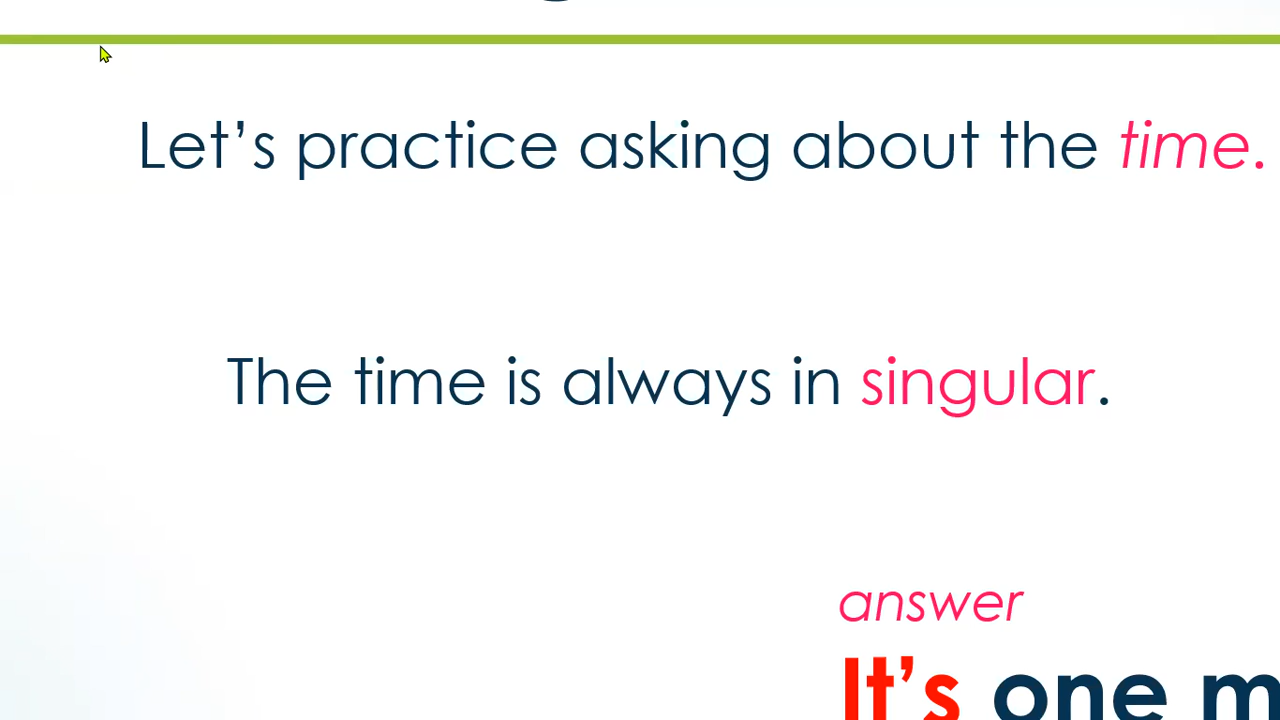 Let’s practice asking about the time.
The time is always in singular.
answer
It’s one